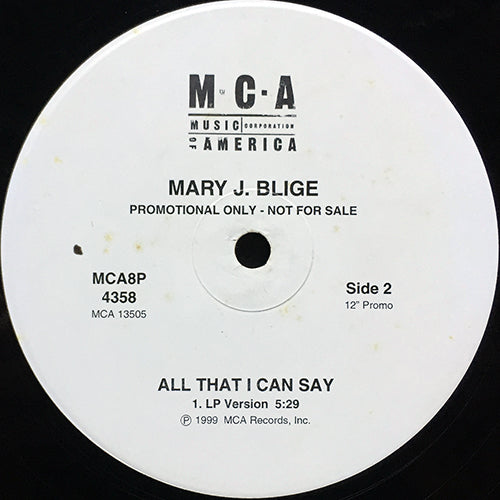 M·C·A
MUSIC CORPORATION
OF AMERICA
MARY J. BLIGE
PROMOTIONAL ONLY - NOT FOR SALE
MCA8P
4358
MCA 13505
Side 2
12" Promo
ALL THAT I CAN SAY
1. LP Version 5:29
℗ 1999 MCA Records, Inc.